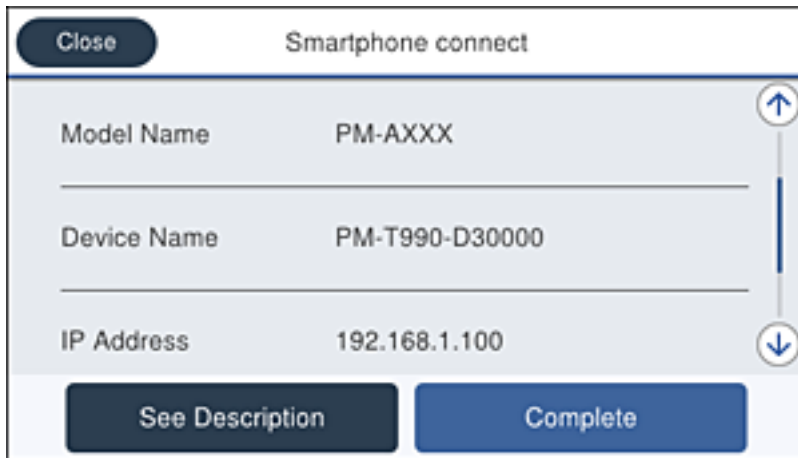 Close Smartphone connect
Model Name PM-AXXX
Device Name PM-T990-D30000
IP Address 192.168.1.100
See Description Complete